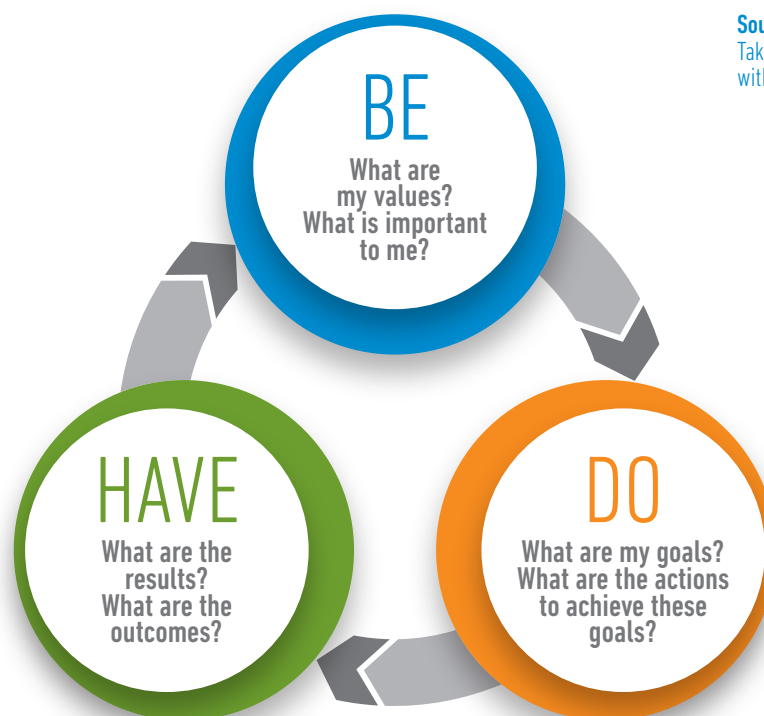 BE
What are
my values?
What is important
to me?
HAVE
What are the
results?
What are the
outcomes?
DO
What are my goals?
What are the actions
to achieve these
goals?